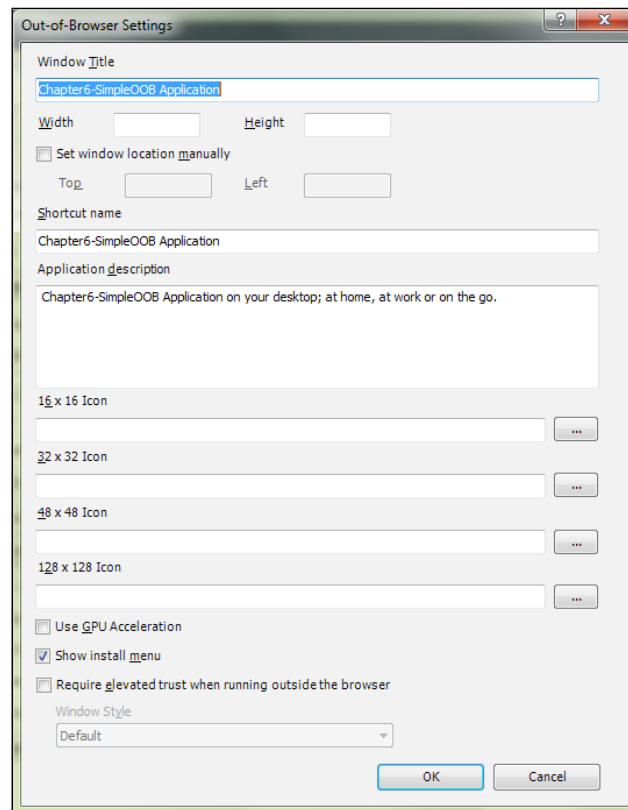 Out-of-Browser Settings
Window Title
Chapter6-SimpleOOB Application
Width Height
Set window location manually
Top Left
Shortcut name
Chapter6-SimpleOOB Application
Application description
Chapter6-SimpleOOB Application on your desktop; at home, at work or on the go.
16 x 16 Icon
...
32 x 32 Icon
...
48 x 48 Icon
...
128 x 128 Icon
...
Use GPU Acceleration
Show install menu
Require elevated trust when running outside the browser
Window Style
Default
OK Cancel